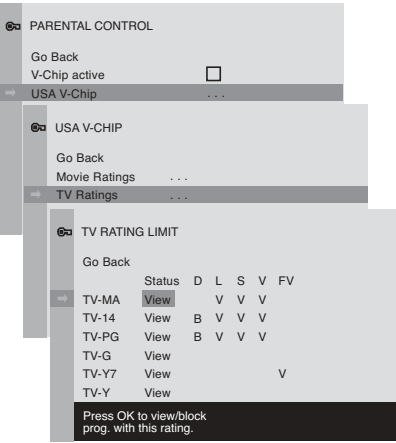 PARENTAL CONTROL
Go Back
V-Chip active
USA V-Chip . . .
USA V-CHIP
Go Back
Movie Ratings . . .
TV Ratings . . .
TV RATING LIMIT
Go Back
Status D L S V FV
TV-MA View V V V
TV-14 View B V V V
TV-PG View B V V V
TV-G View
TV-Y7 View V
TV-Y View
Press OK to view/block
prog. with this rating.